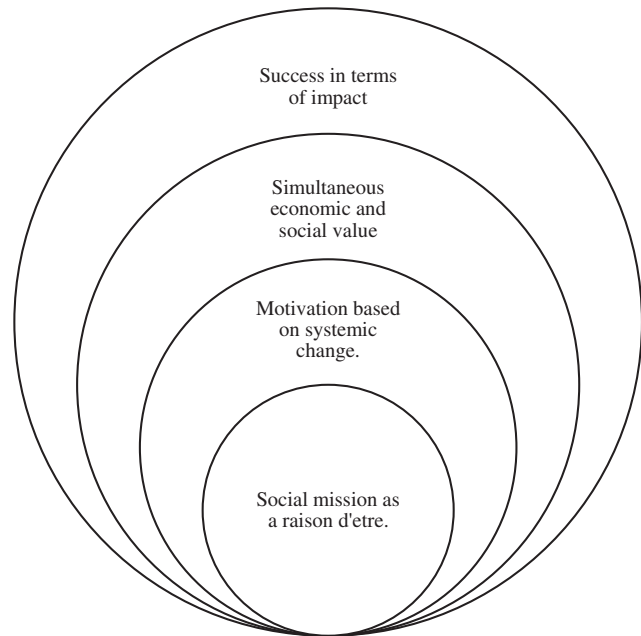 Success in terms
of impact
Simultaneous
economic and
social value
Motivation based
on systemic
change.
Social mission as
a raison d'etre.